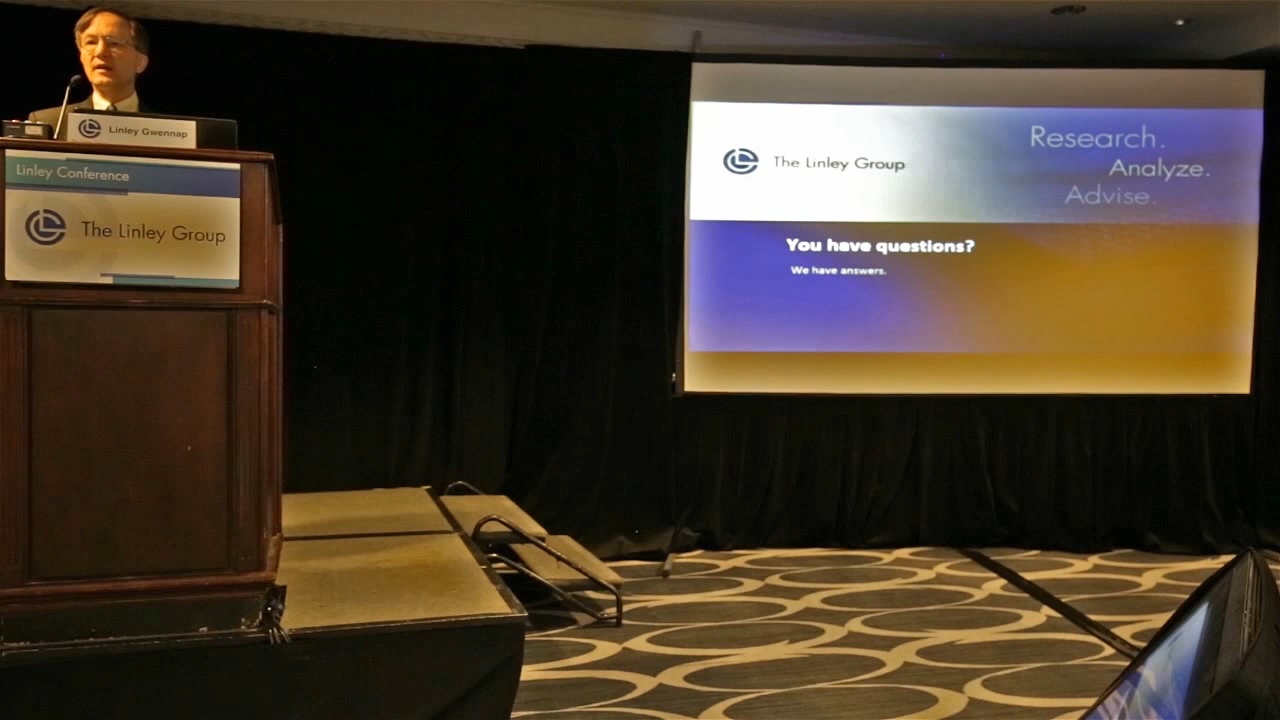 Linley Gwennap
Linley Conference
The Linley Group
The Linley Group
Research.
Analyze.
Advise.
You have questions?
We have answers.